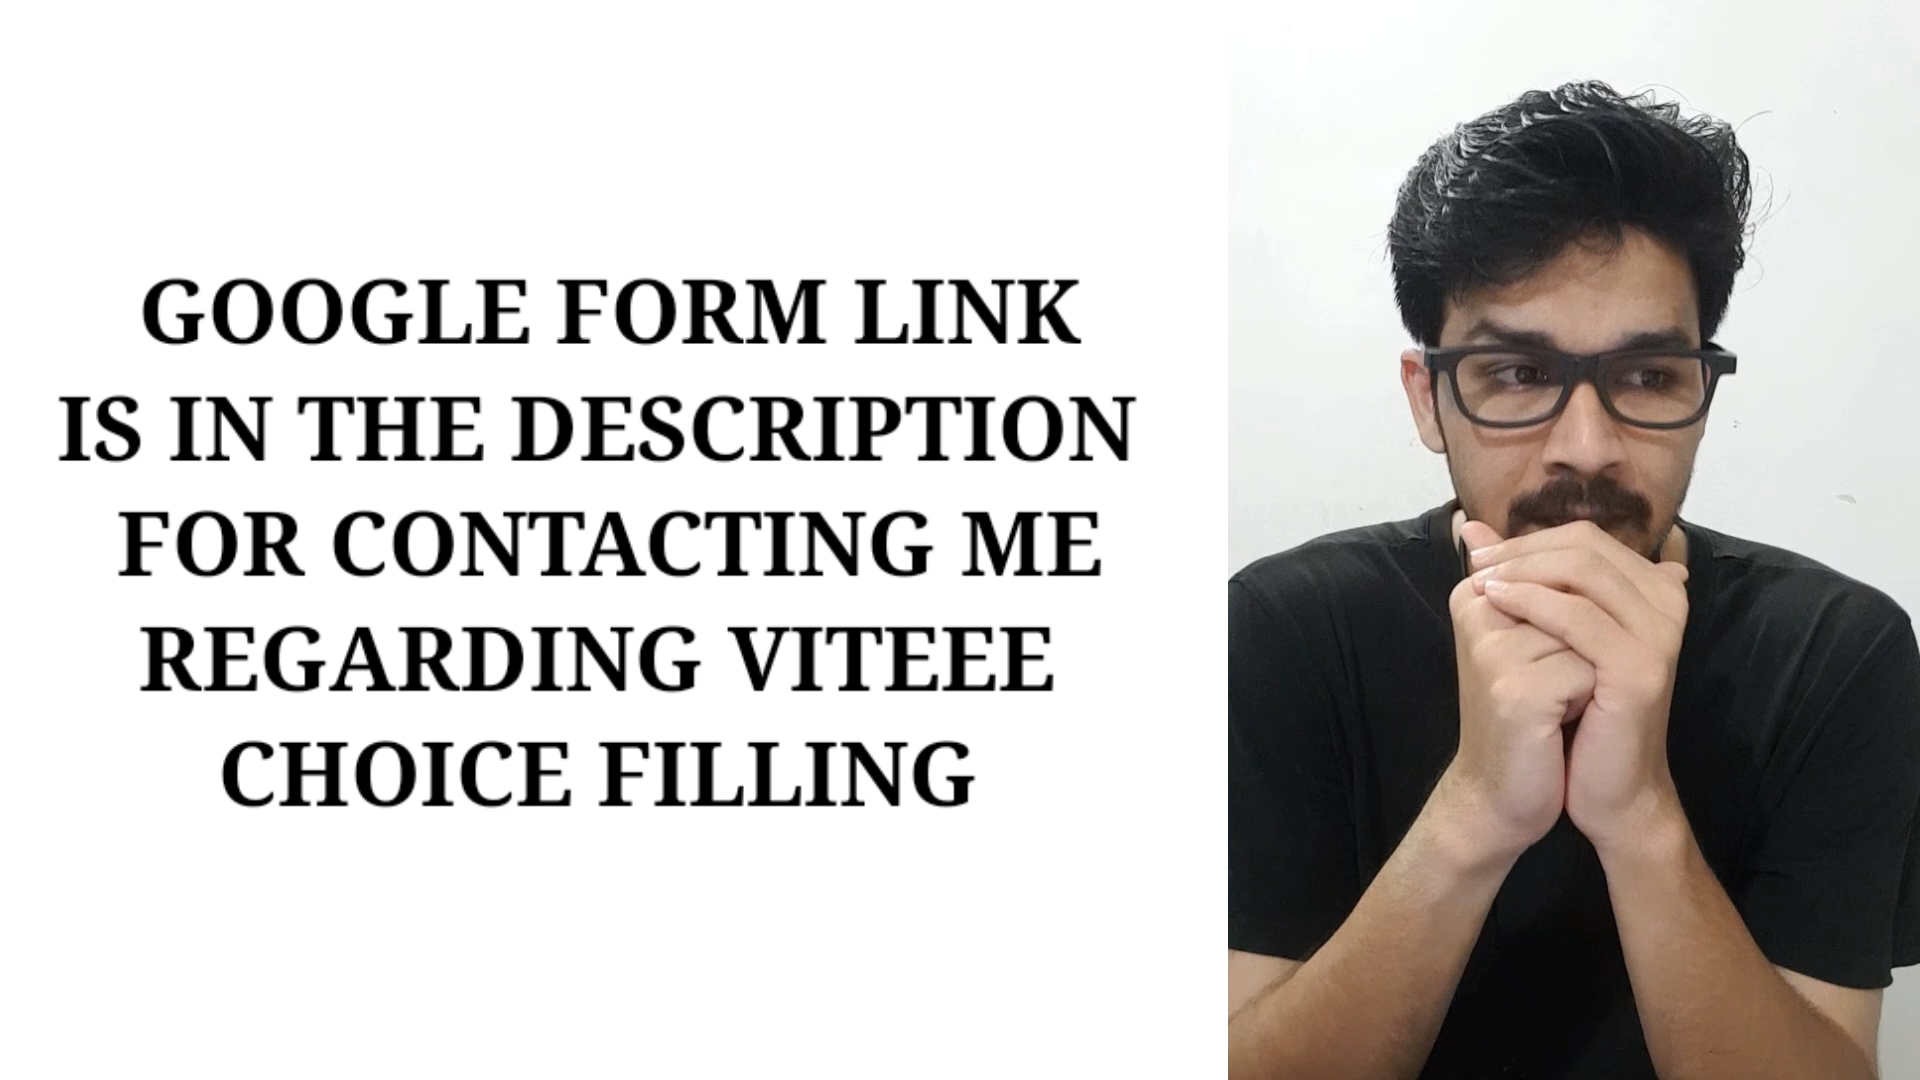 GOOGLE FORM LINK
IS IN THE DESCRIPTION
FOR CONTACTING ME
REGARDING VITEEE
CHOICE FILLING